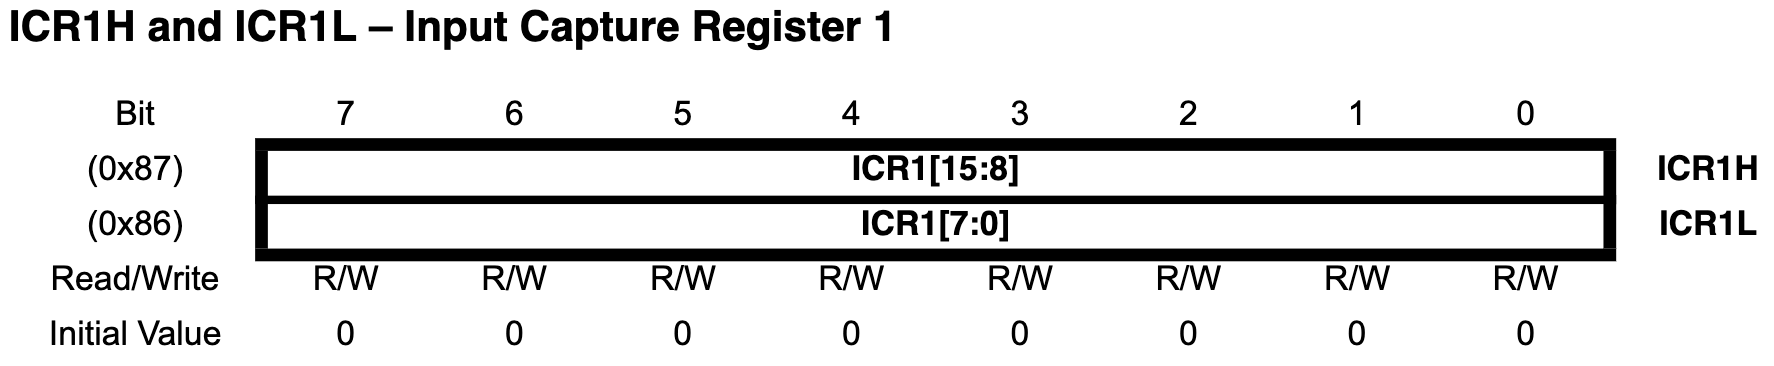 ICR1H and ICR1L – Input Capture Register 1
Bit 7 6 5 4 3 2 1 0
(0x87) ICR1[15:8] ICR1H
(0x86) ICR1[7:0] ICR1L
Read/Write R/W R/W R/W R/W R/W R/W R/W R/W
Initial Value 0 0 0 0 0 0 0 0